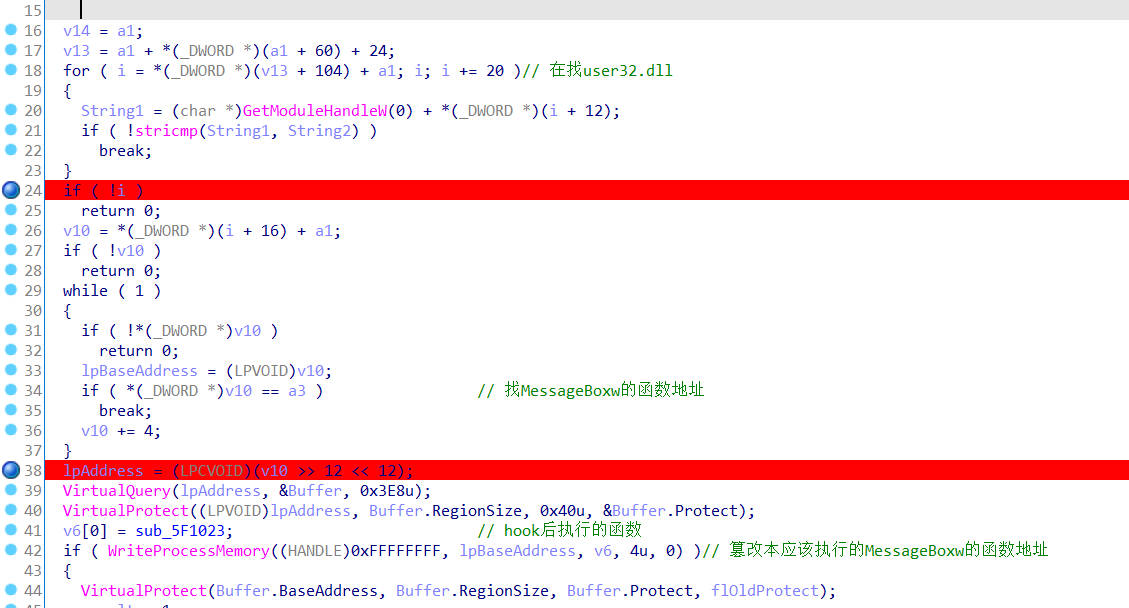 15
16 v14 = a1;
17 v13 = a1 + *(_DWORD *)(a1 + 60) + 24;
18 for ( i = *(_DWORD *)(v13 + 104) + a1; i; i += 20 )// 在找user32.dll
19 {
20 String1 = (char *)GetModuleHandleW(0) + *(_DWORD *)(i + 12);
21 if ( !stricmp(String1, String2) )
22 break;
23 }
24 if ( !i )
25 return 0;
26 v10 = *(_DWORD *)(i + 16) + a1;
27 if ( !v10 )
28 return 0;
29 while ( 1 )
30 {
31 if ( !*(_DWORD *)v10 )
32 return 0;
33 lpBaseAddress = (LPVOID)v10;
34 if ( *(_DWORD *)v10 == a3 ) // 找MessageBoxw的函数地址
35 break;
36 v10 += 4;
37 }
38 lpAddress = (LPCVOID)(v10 >> 12 << 12);
39 VirtualQuery(lpAddress, &Buffer, 0x3E8u);
40 VirtualProtect((LPVOID)lpAddress, Buffer.RegionSize, 0x40u, &Buffer.Protect);
41 v6[0] = sub_5F1023; // hook后执行的函数
42 if ( WriteProcessMemory((HANDLE)0xFFFFFFFF, lpBaseAddress, v6, 4u, 0) )// 篡改本应该执行的MessageBoxw的函数地址
43 {
44 VirtualProtect(Buffer.BaseAddress, Buffer.RegionSize, Buffer.Protect, flOldProtect);